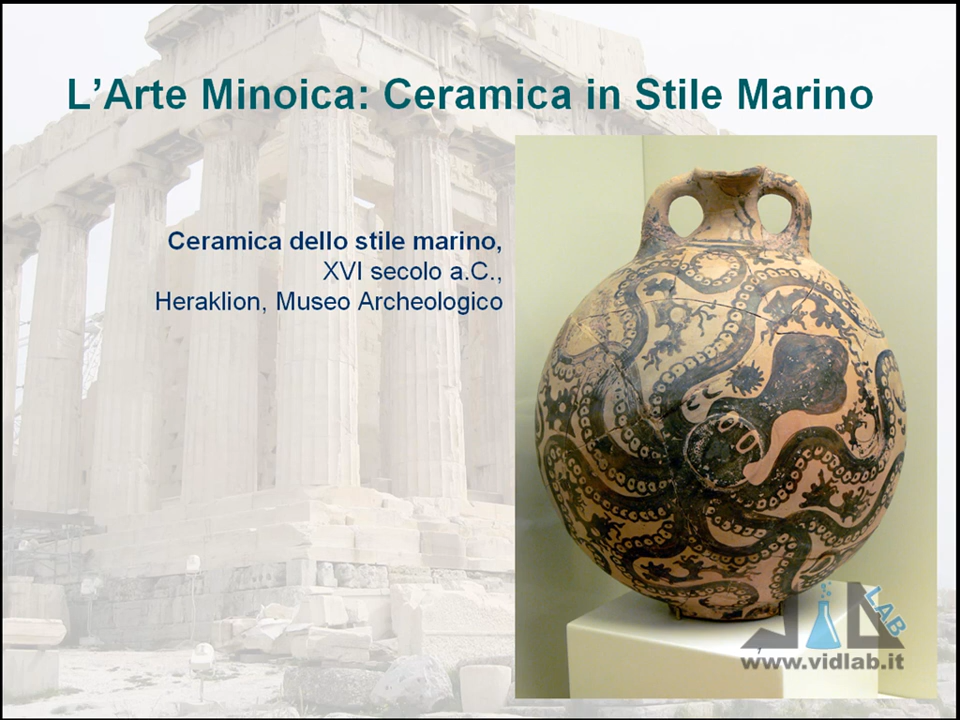 L’Arte Minoica: Ceramica in Stile Marino
Ceramica dello stile marino,
XVI secolo a.C.,
Heraklion, Museo Archeologico
LAB
www.vidlab.it